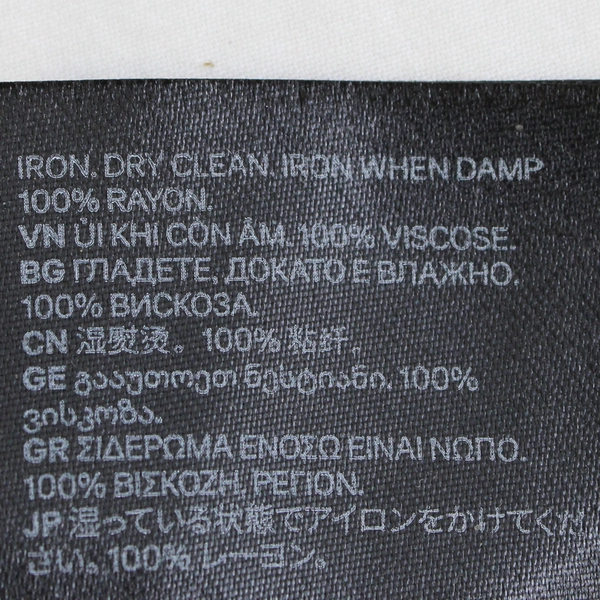 IRON. DRY CLEAN. IRON WHEN DAMP
100% RAYON.
VN ỦI KHI CÒN ẨM. 100% VISCOSE.
BG ГЛАДЕТЕ, ДОКАТО Е ВЛАЖНО.
100% ВИСКОЗА.
CN 湿熨烫。100% 粘纤。
GE გააუთოეთ ნესტიანი. 100%
ვისკოზა.
GR ΣΙΔΕΡΩΜΑ ΕΝΟΣΩ ΕΙΝΑΙ ΝΩΠΟ.
100% ΒΙΣΚΟΖΗ, ΡΕΓΙΟΝ.
JP 湿っている状態でアイロンをかけてくだ
さい。100% レーヨン。